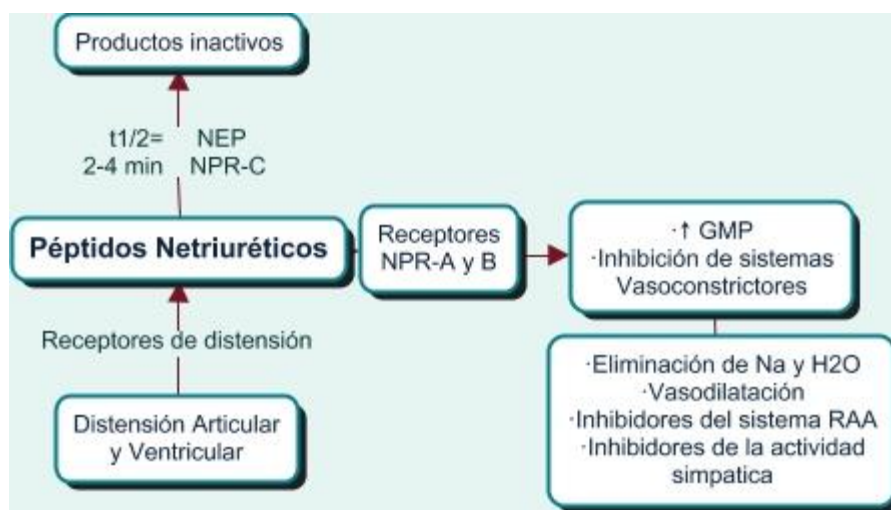 Productos inactivos
t1/2= NEP
2-4 min NPR-C
Péptidos Netriuréticos
Receptores
NPR-A y B
·↑ GMP
·Inhibición de sistemas
Vasoconstrictores
Receptores de distensión
Distensión Articular
y Ventricular
·Eliminación de Na y H2O
·Vasodilatación
·Inhibidores del sistema RAA
·Inhibidores de la actividad
simpatica